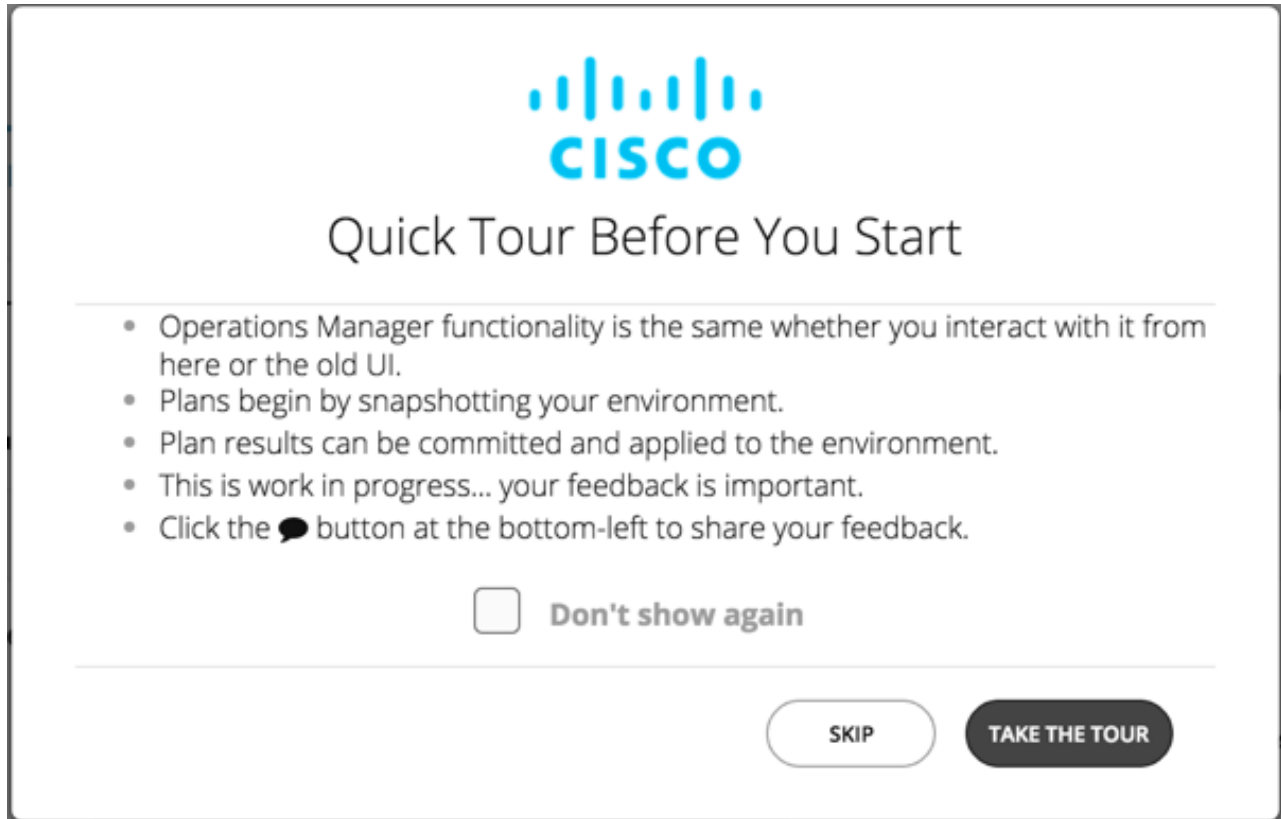 CISCO
Quick Tour Before You Start
Operations Manager functionality is the same whether you interact with it from
here or the old UI.
Plans begin by snapshotting your environment.
Plan results can be committed and applied to the environment.
This is work in progress... your feedback is important.
Click the button at the bottom-left to share your feedback.
Don't show again
SKIP
TAKE THE TOUR